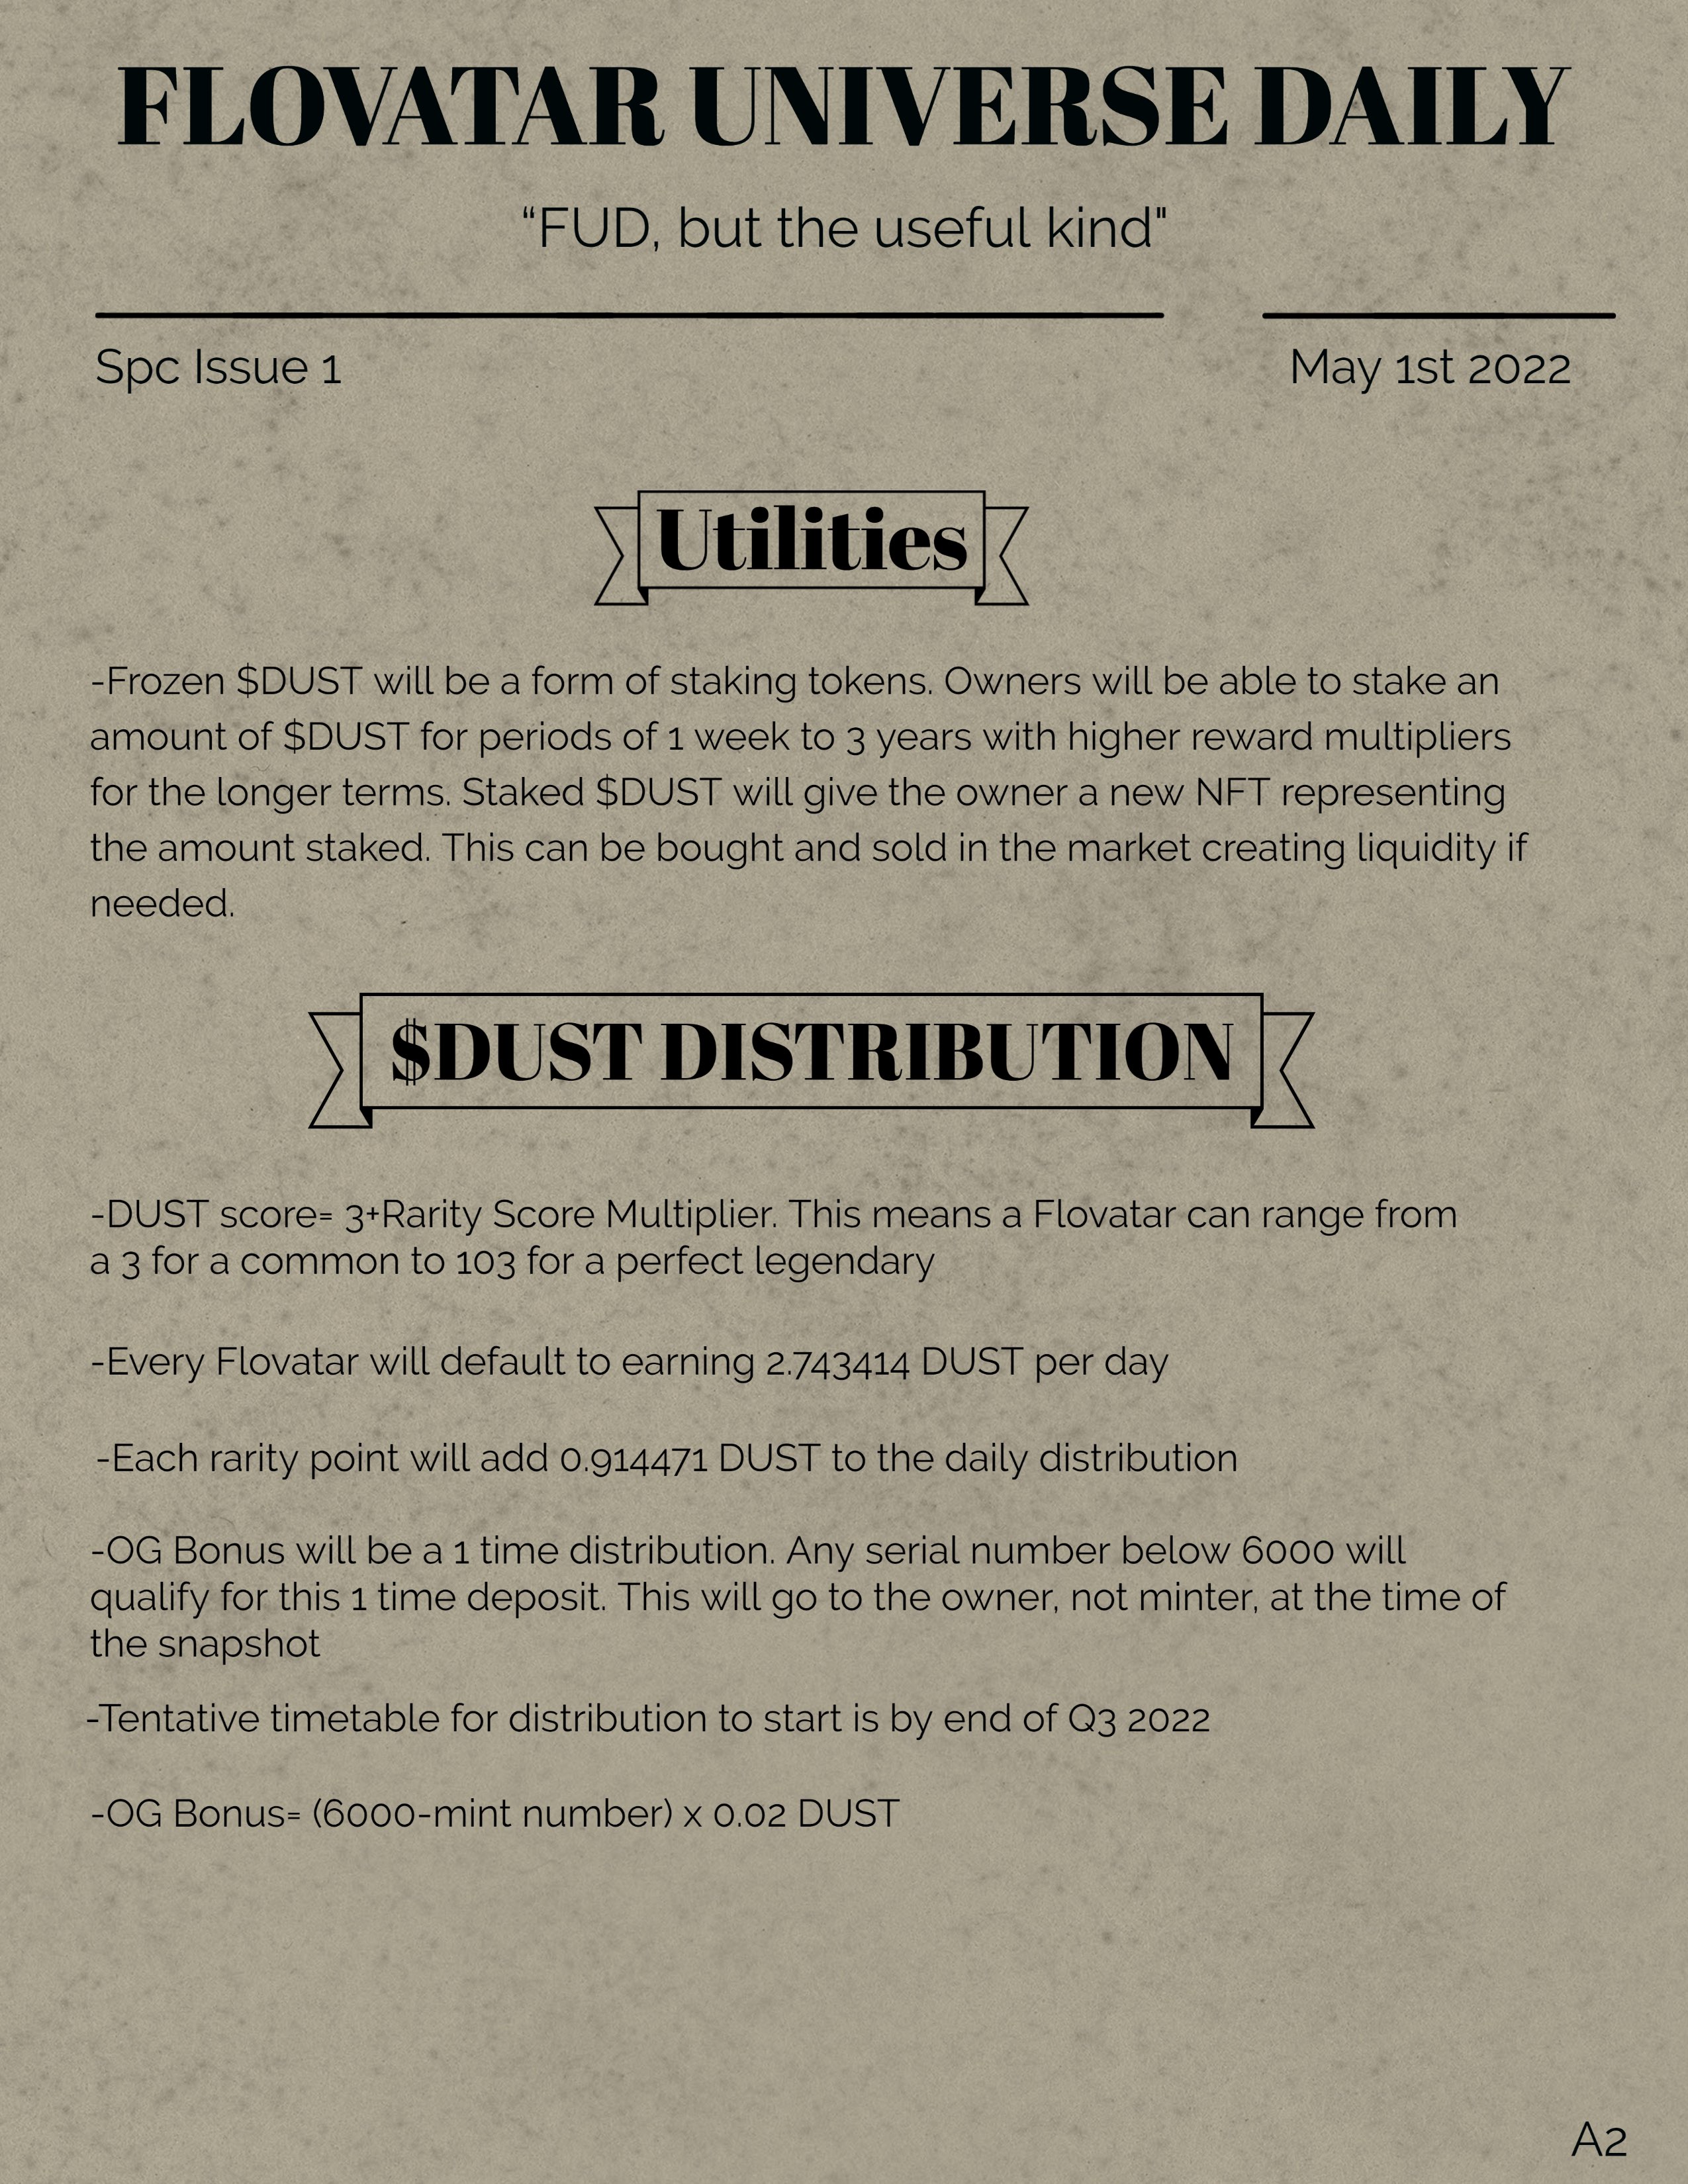 FLOVATAR UNIVERSE DAILY
“FUD, but the useful kind"
Spc Issue 1
May 1st 2022
Utilities
-Frozen $DUST will be a form of staking tokens. Owners will be able to stake an
amount of $DUST for periods of 1 week to 3 years with higher reward multipliers
for the longer terms. Staked $DUST will give the owner a new NFT representing
the amount staked. This can be bought and sold in the market creating liquidity if
needed.
$DUST DISTRIBUTION
-DUST score= 3+Rarity Score Multiplier. This means a Flovatar can range from
a 3 for a common to 103 for a perfect legendary
-Every Flovatar will default to earning 2.743414 DUST per day
-Each rarity point will add 0.914471 DUST to the daily distribution
-OG Bonus will be a 1 time distribution. Any serial number below 6000 will
qualify for this 1 time deposit. This will go to the owner, not minter, at the time of
the snapshot
-Tentative timetable for distribution to start is by end of Q3 2022
-OG Bonus= (6000-mint number) x 0.02 DUST
A2